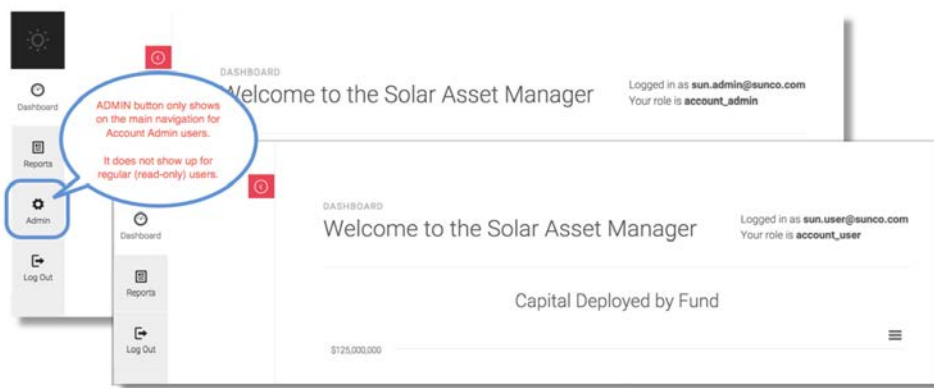 DASHBOARD
Welcome to the Solar Asset Manager
Logged in as sun.admin@sunco.com
Your role is account_admin
Dashboard
Reports
Admin
Log Out
ADMIN button only shows
on the main navigation for
Account Admin users.
It does not show up for
regular (read-only) users.
DASHBOARD
Welcome to the Solar Asset Manager
Logged in as sun.user@sunco.com
Your role is account_user
Dashboard
Reports
Log Out
Capital Deployed by Fund
$125,000,000